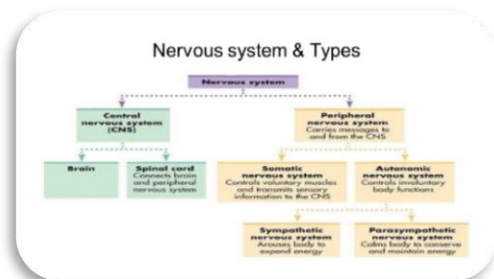 Nervous system & Types
Nervous system
Central
nervous system
(CNS)
Peripheral
nervous system
Carries messages to
and from the CNS
Brain
Spinal cord
Connects brain
and peripheral
nervous system
Somatic
nervous system
Controls voluntary muscles
and transmits sensory
information to the CNS
Autonomic
nervous system
Controls involuntary
body functions
Sympathetic
nervous system
Arouses body to
expend energy
Parasympathetic
nervous system
Calms body to conserve
and maintain energy